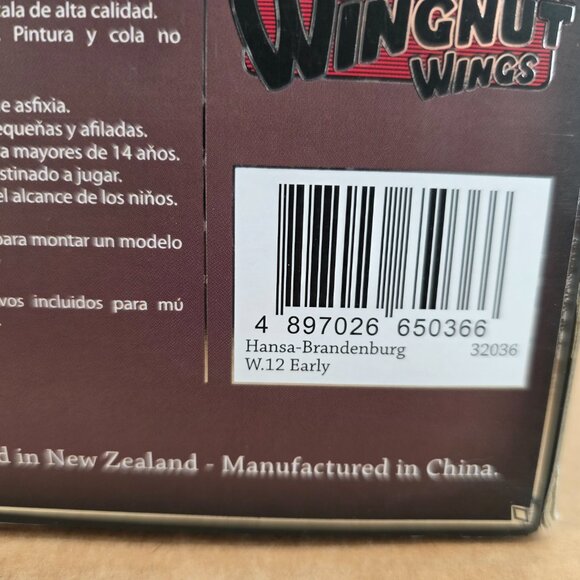 cala de alta calidad.
Pintura y cola no
WINGNUT
WINGS
e asfixia.
equeñas y afiladas.
a mayores de 14 años.
stinado a jugar.
el alcance de los niños.
para montar un modelo
vos incluidos para mú
4 897026 650366
Hansa-Brandenburg 32036
W.12 Early
d in New Zealand - Manufactured in China.